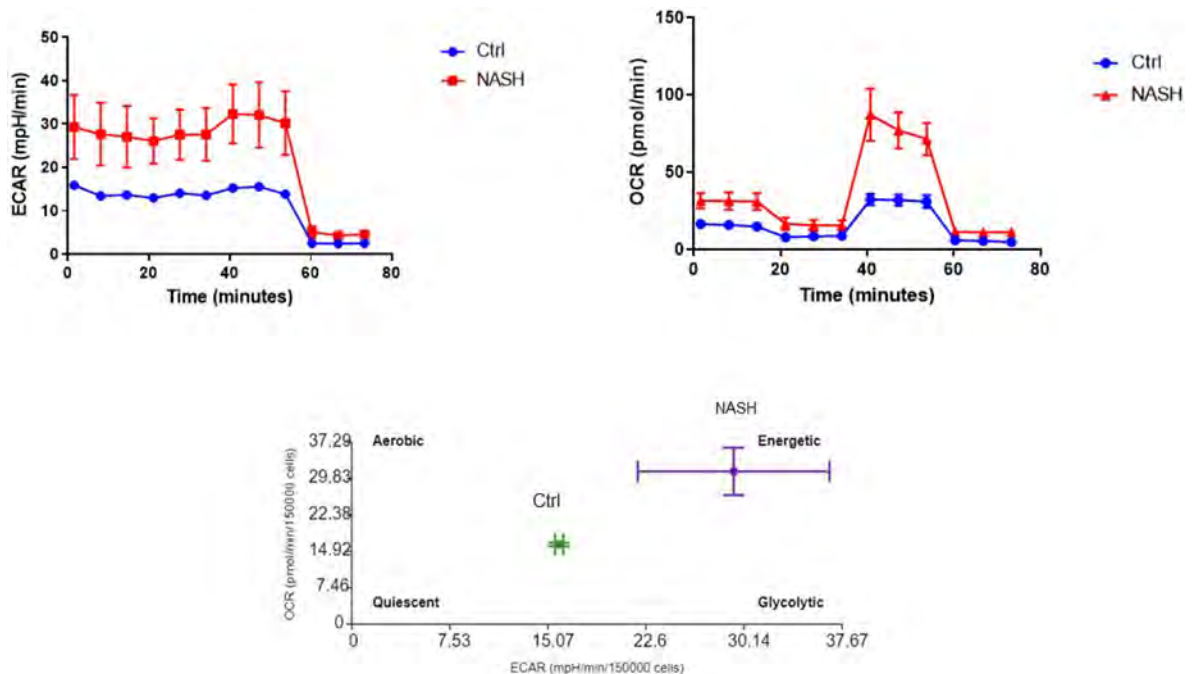 50
40
30
20
10
0
ECAR (mpH/min)
0 20 40 60 80
Time (minutes)
Ctrl
NASH
150
100
50
0
OCR (pmol/min)
0 20 40 60 80
Time (minutes)
Ctrl
NASH
NASH
37.29
29.83
22.38
14.92
7.46
0
OCR (pmol/min/150000 cells)
Aerobic
Energetic
Ctrl
Quiescent
Glycolytic
0 7.53 15.07 22.6 30.14 37.67
ECAR (mpH/min/150000 cells)